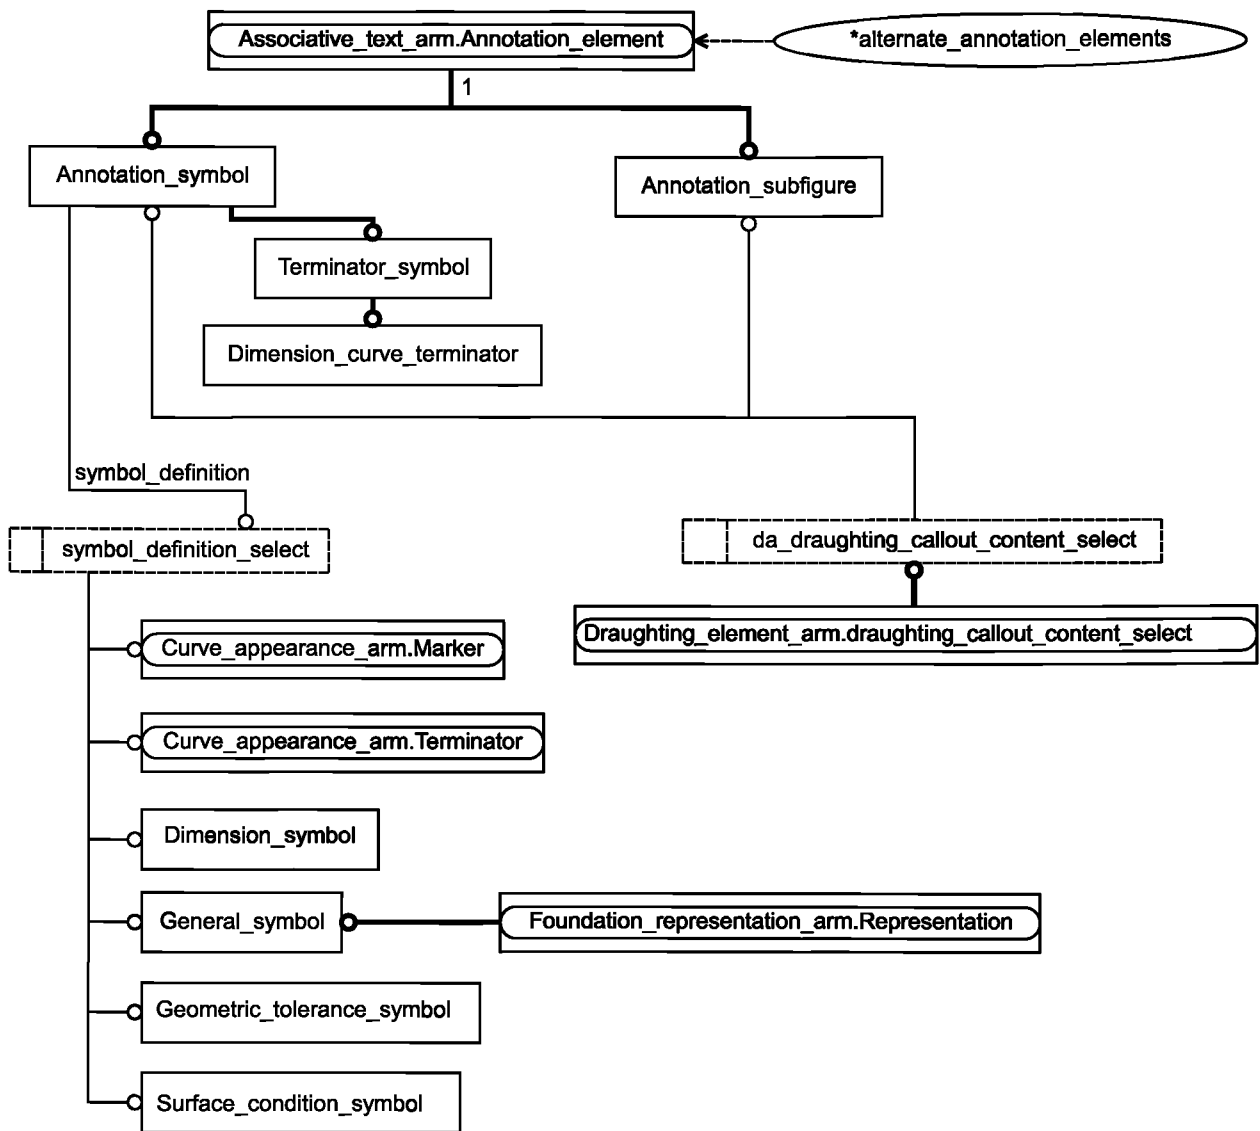 Associative_text_arm.Annotation_element
*alternate_annotation_elements
1
Annotation_symbol
Annotation_subfigure
Terminator_symbol
Dimension_curve_terminator
symbol_definition
symbol_definition_select
da_draughting_callout_content_select
Draughting_element_arm.draughting_callout_content_select
Curve_appearance_arm.Marker
Curve_appearance_arm.Terminator
Dimension_symbol
General_symbol
Foundation_representation_arm.Representation
Geometric_tolerance_symbol
Surface_condition_symbol